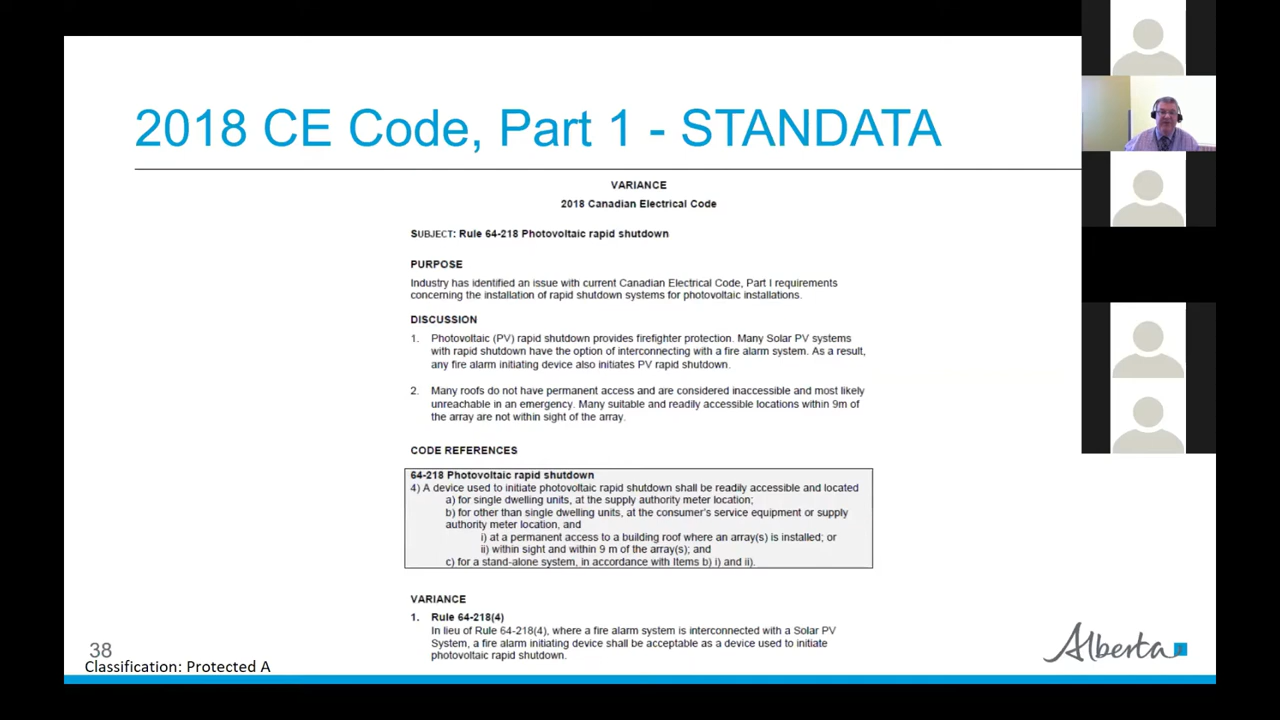 2018 CE Code, Part 1 - STANDATA
VARIANCE
2018 Canadian Electrical Code
SUBJECT: Rule 64-218 Photovoltaic rapid shutdown
PURPOSE
Industry has identified an issue with current Canadian Electrical Code, Part I requirements
concerning the installation of rapid shutdown systems for photovoltaic installations.
DISCUSSION
1. Photovoltaic (PV) rapid shutdown provides firefighter protection. Many Solar PV systems
with rapid shutdown have the option of interconnecting with a fire alarm system. As a result,
any fire alarm initiating device also initiates PV rapid shutdown.
2. Many roofs do not have permanent access and are considered inaccessible and most likely
unreachable in an emergency. Many suitable and readily accessible locations within 9m of
the array are not within sight of the array.
CODE REFERENCES
64-218 Photovoltaic rapid shutdown
4) A device used to initiate photovoltaic rapid shutdown shall be readily accessible and located
a) for single dwelling units, at the supply authority meter location;
b) for other than single dwelling units, at the consumer's service equipment or supply
authority meter location, and
i) at a permanent access to a building roof where an array(s) is installed; or
ii) within sight and within 9 m of the array(s); and
c) for a stand-alone system, in accordance with Items b) i) and ii).
VARIANCE
1. Rule 64-218(4)
In lieu of Rule 64-218(4), where a fire alarm system is interconnected with a Solar PV
System, a fire alarm initiating device shall be acceptable as a device used to initiate
photovoltaic rapid shutdown.
38
Classification: Protected A
Alberta